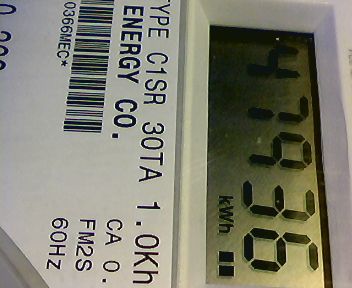 47936
kWh
TYPE C1SR 30TA 1.0Kh
ENERGY CO.
CA 0.
FM2S
60HZ
0366MEC*